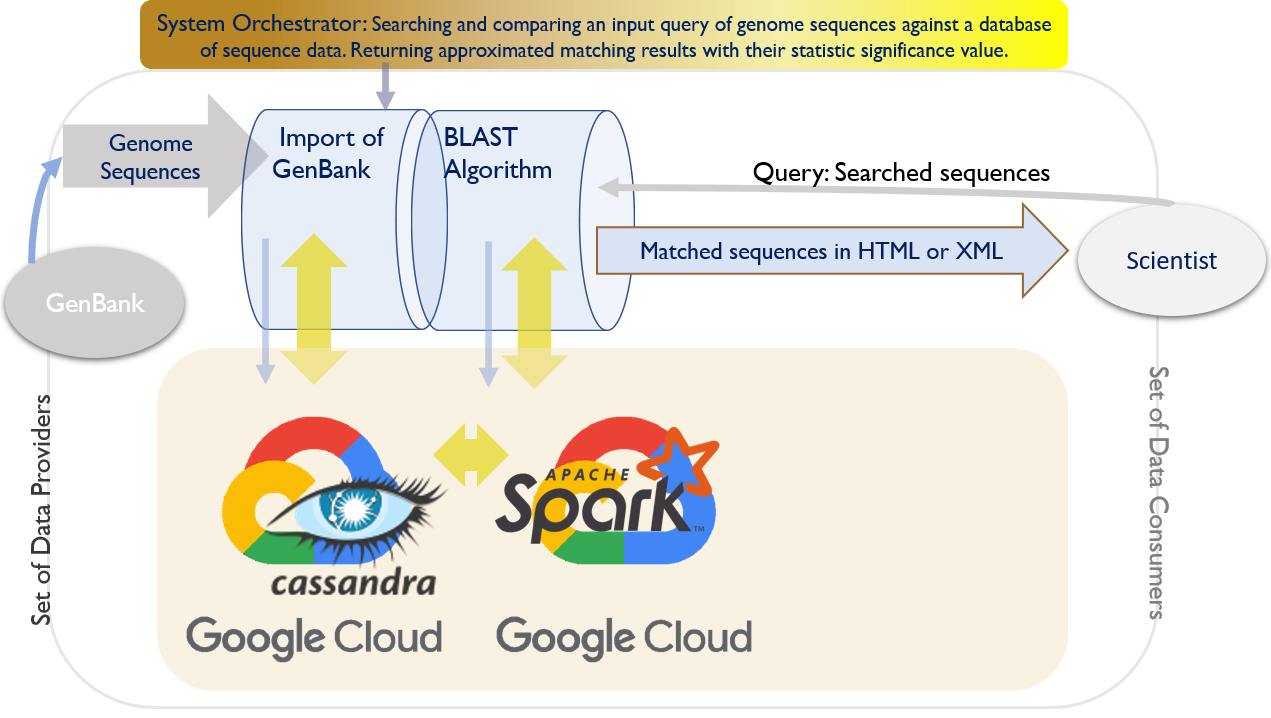 System Orchestrator: Searching and comparing an input query of genome sequences against a database
of sequence data. Returning approximated matching results with their statistic significance value.
Genome
Sequences
Import of
GenBank
BLAST
Algorithm
Query: Searched sequences
Matched sequences in HTML or XML
Scientist
GenBank
Set of Data Providers
Set of Data Consumers
cassandra
Google Cloud
APACHE
Spark™
Google Cloud